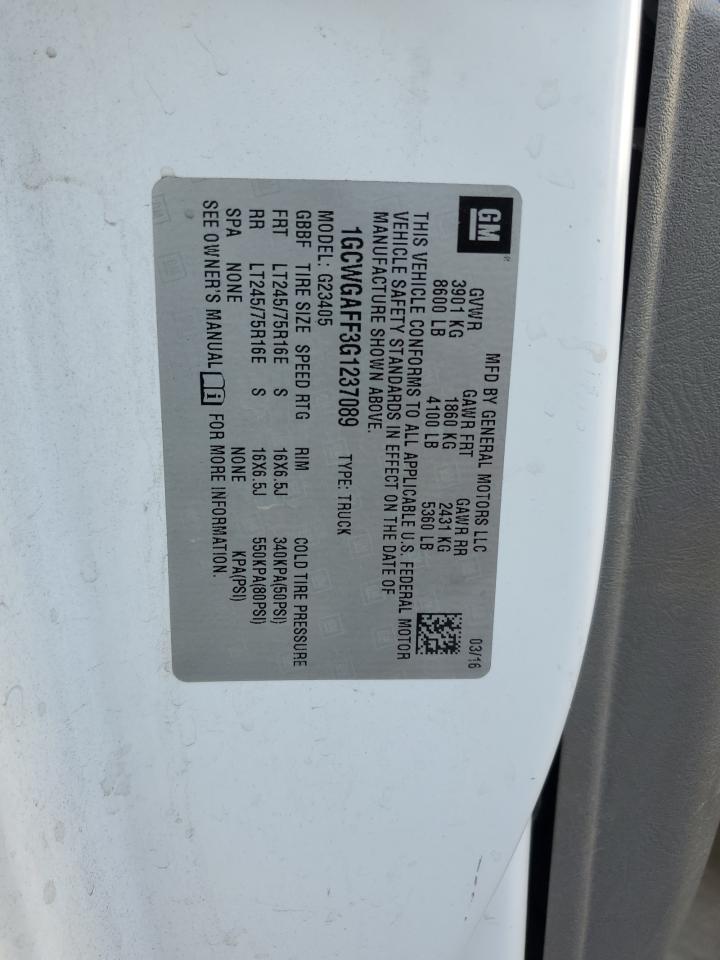 GM
MFD BY GENERAL MOTORS LLC 03/16
GVWR GAWR FRT GAWR RR
3901 KG 1860 KG 2431 KG
8600 LB 4100 LB 5360 LB
THIS VEHICLE CONFORMS TO ALL APPLICABLE U.S. FEDERAL MOTOR
VEHICLE SAFETY STANDARDS IN EFFECT ON THE DATE OF
MANUFACTURE SHOWN ABOVE.
1GCWGAFF3G1237089 TYPE: TRUCK
MODEL: G23405
GBBF TIRE SIZE SPEED RTG RIM COLD TIRE PRESSURE
FRT LT245/75R16E S 16X6.5J 340KPA(50PSI)
RR LT245/75R16E S 16X6.5J 550KPA(80PSI)
SPA NONE NONE KPA(PSI)
SEE OWNER'S MANUAL FOR MORE INFORMATION.